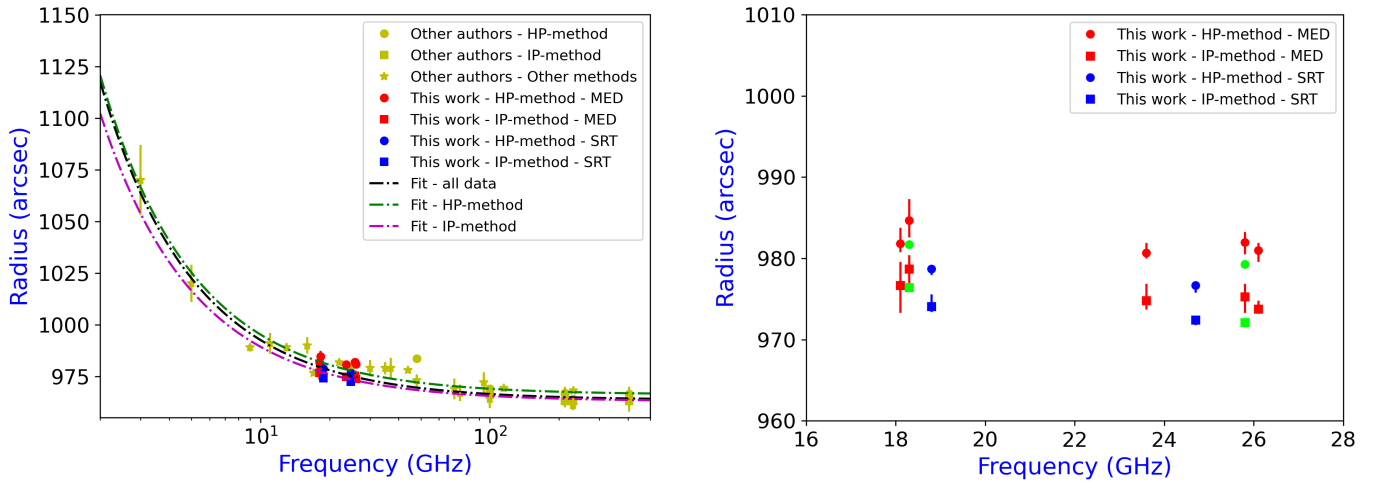 1150
1125
1100
1075
1050
1025
1000
975
Radius (arcsec)
Other authors - HP-method
Other authors - IP-method
Other authors - Other methods
This work - HP-method - MED
This work - IP-method - MED
This work - HP-method - SRT
This work - IP-method - SRT
Fit - all data
Fit - HP-method
Fit - IP-method
10¹
10²
Frequency (GHz)
1010
1000
990
980
970
960
Radius (arcsec)
This work - HP-method - MED
This work - IP-method - MED
This work - HP-method - SRT
This work - IP-method - SRT
16 18 20 22 24 26 28
Frequency (GHz)